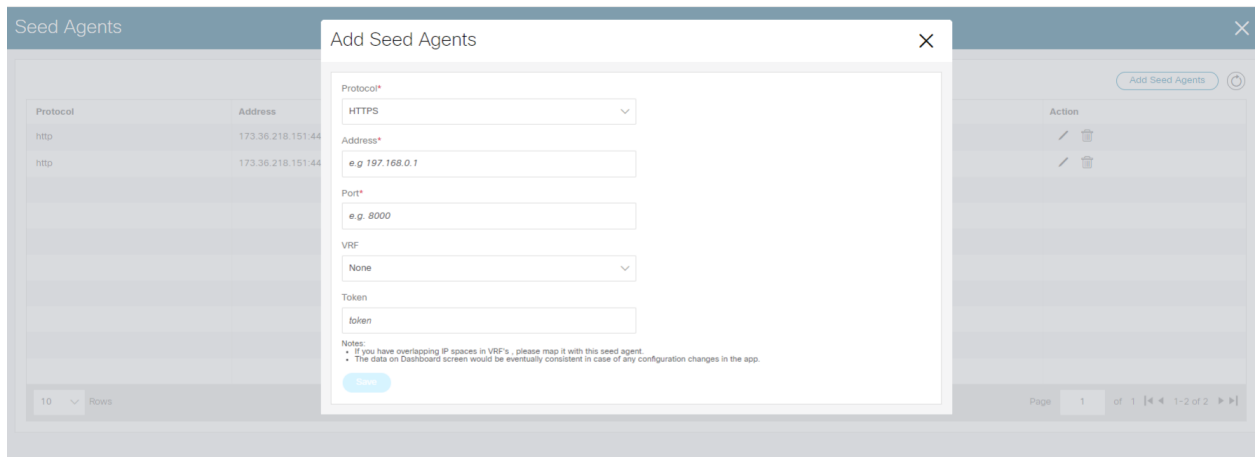 Seed Agents
Add Seed Agents
Add Seed Agents
Protocol*
HTTPS
Address*
e.g 197.168.0.1
Port*
e.g. 8000
VRF
None
Token
token
Notes:
• If you have overlapping IP spaces in VRF's , please map it with this seed agent.
• The data on Dashboard screen would be eventually consistent in case of any configuration changes in the app.
Save
Protocol Address Action
http 173.36.218.151:44
http 173.36.218.151:44
10 Rows Page 1 of 1 1-2 of 2